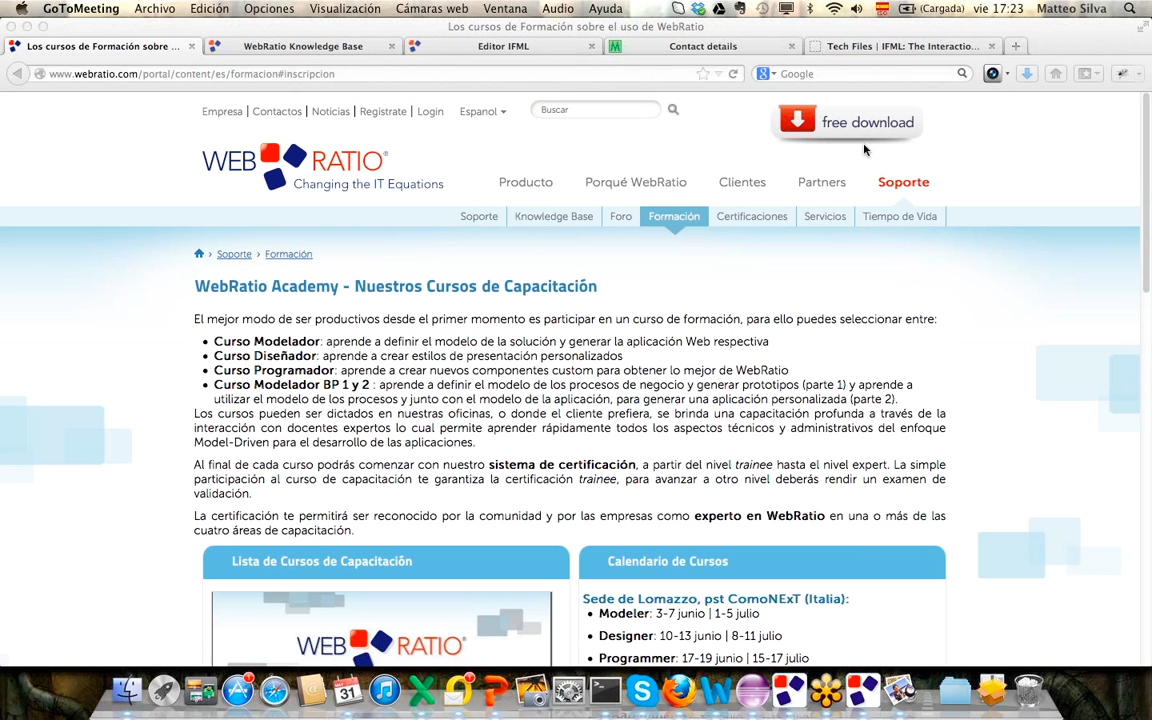 GoToMeeting Archivo Edición Opciones Visualización Cámaras web Ventana Audio Ayuda (Cargada) vie 17:23 Matteo Silva
Los cursos de Formación sobre el uso de WebRatio
Los cursos de Formación sobre ... WebRatio Knowledge Base Editor IFML Contact details Tech Files | IFML: The Interactio...
www.webratio.com/portal/content/es/formacion#inscripcion Google
Empresa | Contactos | Noticias | Registrate | Login Espanol Buscar
free download
WEB RATIO®
Changing the IT Equations
Producto Porqué WebRatio Clientes Partners Soporte
Soporte Knowledge Base Foro Formación Certificaciones Servicios Tiempo de Vida
› Soporte › Formación
WebRatio Academy - Nuestros Cursos de Capacitación
El mejor modo de ser productivos desde el primer momento es participar en un curso de formación, para ello puedes seleccionar entre:
• Curso Modelador: aprende a definir el modelo de la solución y generar la aplicación Web respectiva
• Curso Diseñador: aprende a crear estilos de presentación personalizados
• Curso Programador: aprende a crear nuevos componentes custom para obtenir lo mejor de WebRatio
• Curso Modelador BP 1 y 2 : aprende a definir el modelo de los procesos de negocio y generar prototipos (parte 1) y aprende a
utilizar el modelo de los procesos y junto con el modelo de la aplicación, para generar una aplicación personalizada (parte 2).
Los cursos pueden ser dictados en nuestras oficinas, o donde el cliente prefiera, se brinda una capacitación profunda a través de la
interacción con docentes expertos lo cual permite aprender rápidamente todos los aspectos técnicos y administrativos del enfoque
Model-Driven para el desarrollo de las aplicaciones.
Al final de cada curso podrás comenzar con nuestro sistema de certificación, a partir del nivel trainee hasta el nivel expert. La simple
participación al curso de capacitación te garantiza la certificación trainee, para avanzar a otro nivel deberás rendir un examen de
validación.
La certificación te permitirá ser reconocido por la comunidad y por las empresas como experto en WebRatio en una o más de las
cuatro áreas de capacitación.
Lista de Cursos de Capacitación
WEB RATIO®
Calendario de Cursos
Sede de Lomazzo, pst ComoNExT (Italia):
• Modeler: 3-7 junio | 1-5 julio
• Designer: 10-13 junio | 8-11 julio
• Programmer: 17-19 junio | 15-17 julio